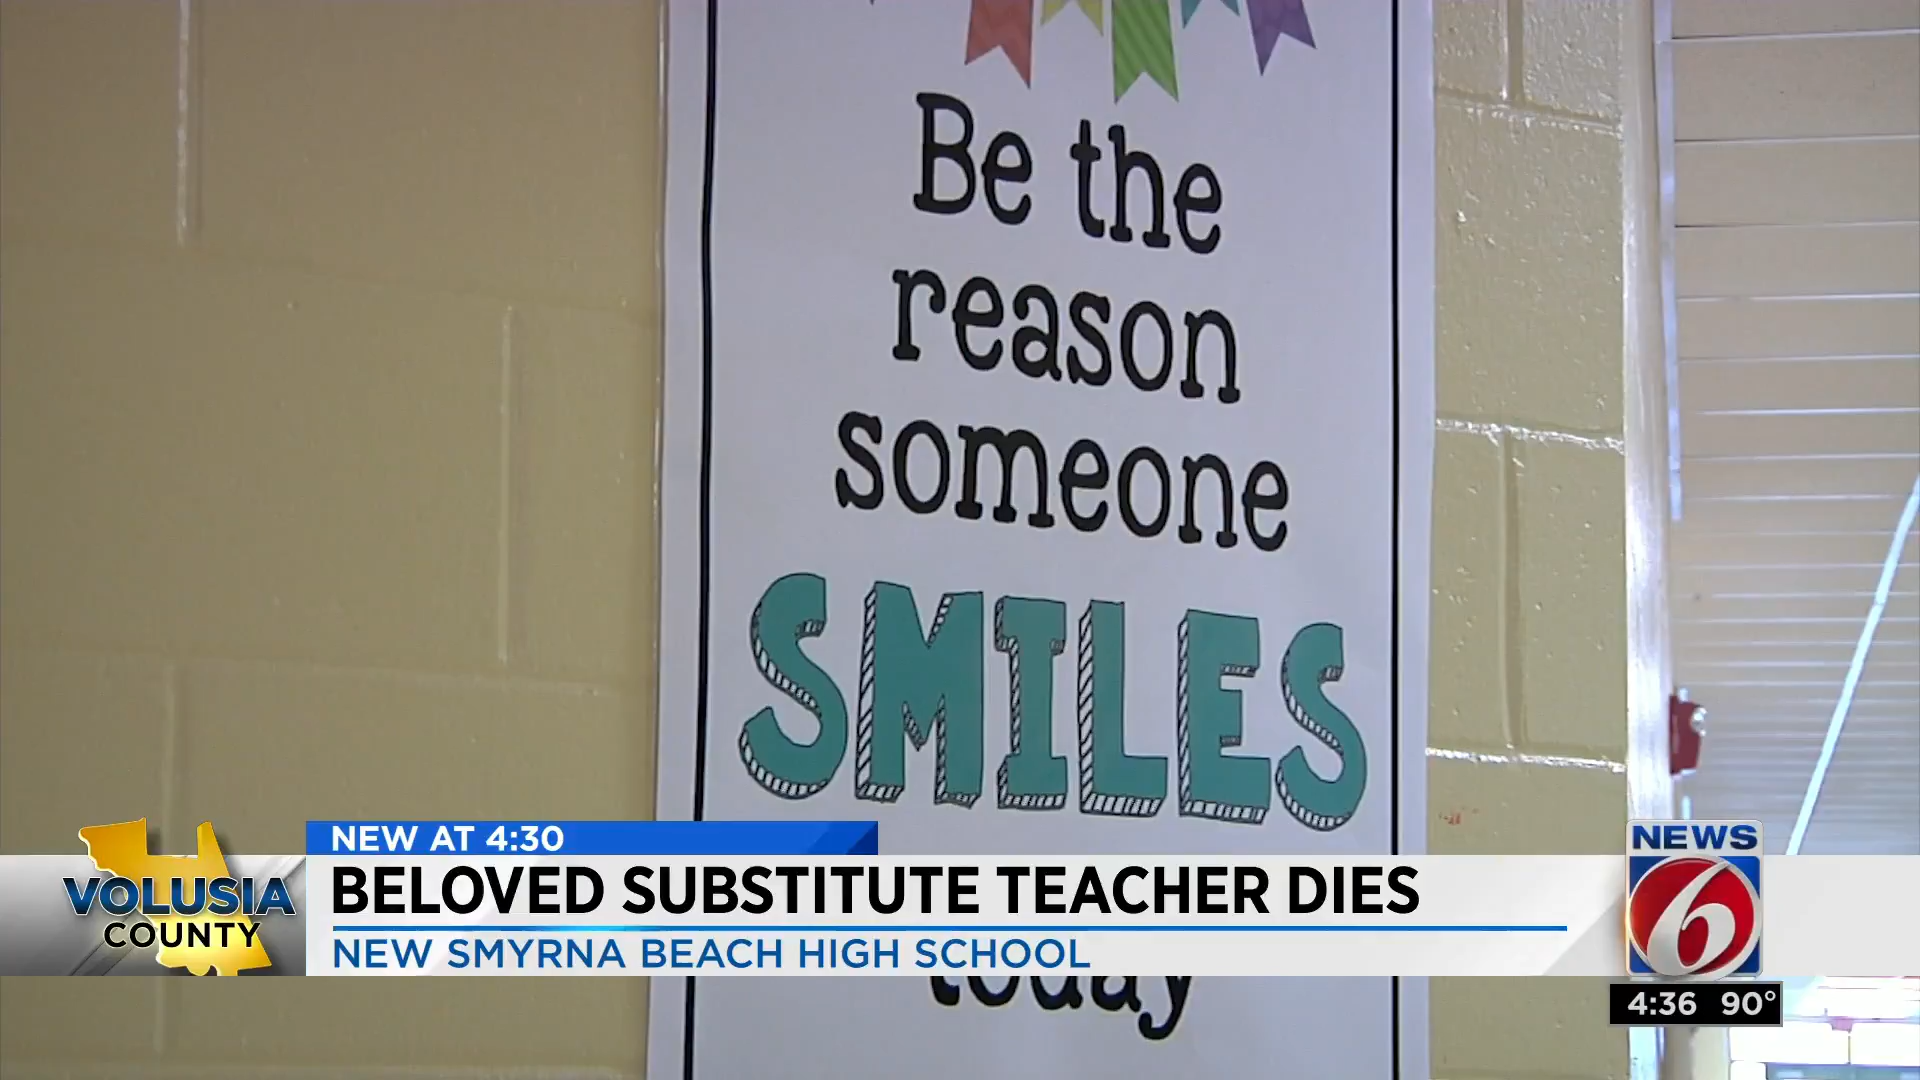 Be the
reason
someone
SMILES
today
NEW AT 4:30
BELOVED SUBSTITUTE TEACHER DIES
NEW SMYRNA BEACH HIGH SCHOOL
VOLUSIA
COUNTY
NEWS
6
4:36 90°